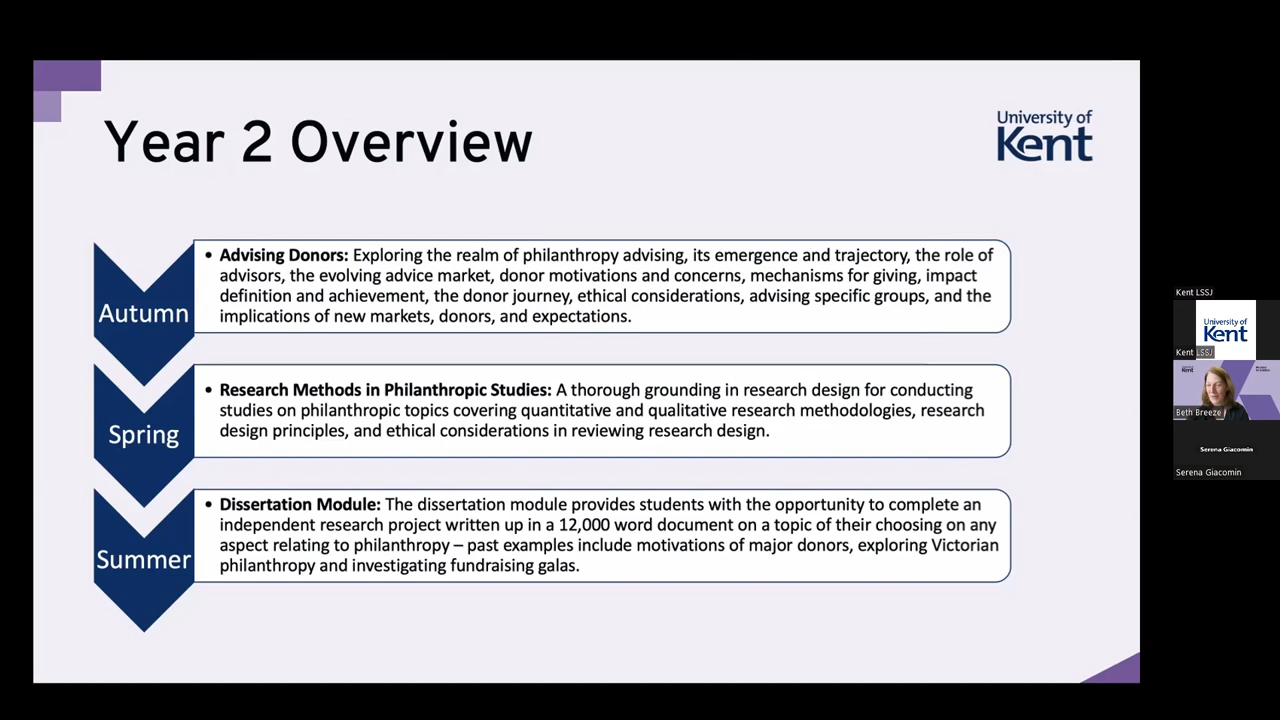 Year 2 Overview
University of
Kent
Autumn
• Advising Donors: Exploring the realm of philanthropy advising, its emergence and trajectory, the role of
advisors, the evolving advice market, donor motivations and concerns, mechanisms for giving, impact
definition and achievement, the donor journey, ethical considerations, advising specific groups, and the
implications of new markets, donors, and expectations.
Spring
• Research Methods in Philanthropic Studies: A thorough grounding in research design for conducting
studies on philanthropic topics covering quantitative and qualitative research methodologies, research
design principles, and ethical considerations in reviewing research design.
Summer
• Dissertation Module: The dissertation module provides students with the opportunity to complete an
independent research project written up in a 12,000 word document on a topic of their choosing on any
aspect relating to philanthropy – past examples include motivations of major donors, exploring Victorian
philanthropy and investigating fundraising galas.
Kent LSSJ
University of
Kent
Kent LSSJ
Kent
Beth Breeze
Serena Giacomin
Serena Giacomin